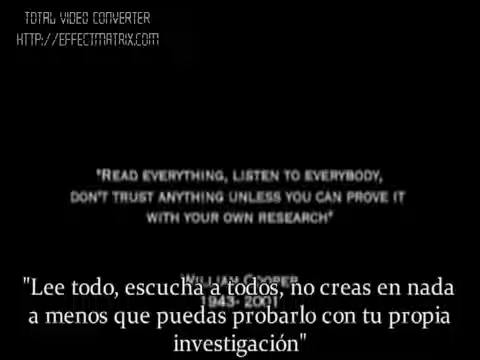 TOTAL VIDEO CONVERTER
HTTP://EFFECTMATRIX.COM
"READ EVERYTHING, LISTEN TO EVERYBODY,
DON'T TRUST ANYTHING UNLESS YOU CAN PROVE IT
WITH YOUR OWN RESEARCH"
WILLIAM COOPER
1943-2001
"Lee todo, escucha a todos, no creas en nada
a menos que puedas probarlo con tu propia
investigación"